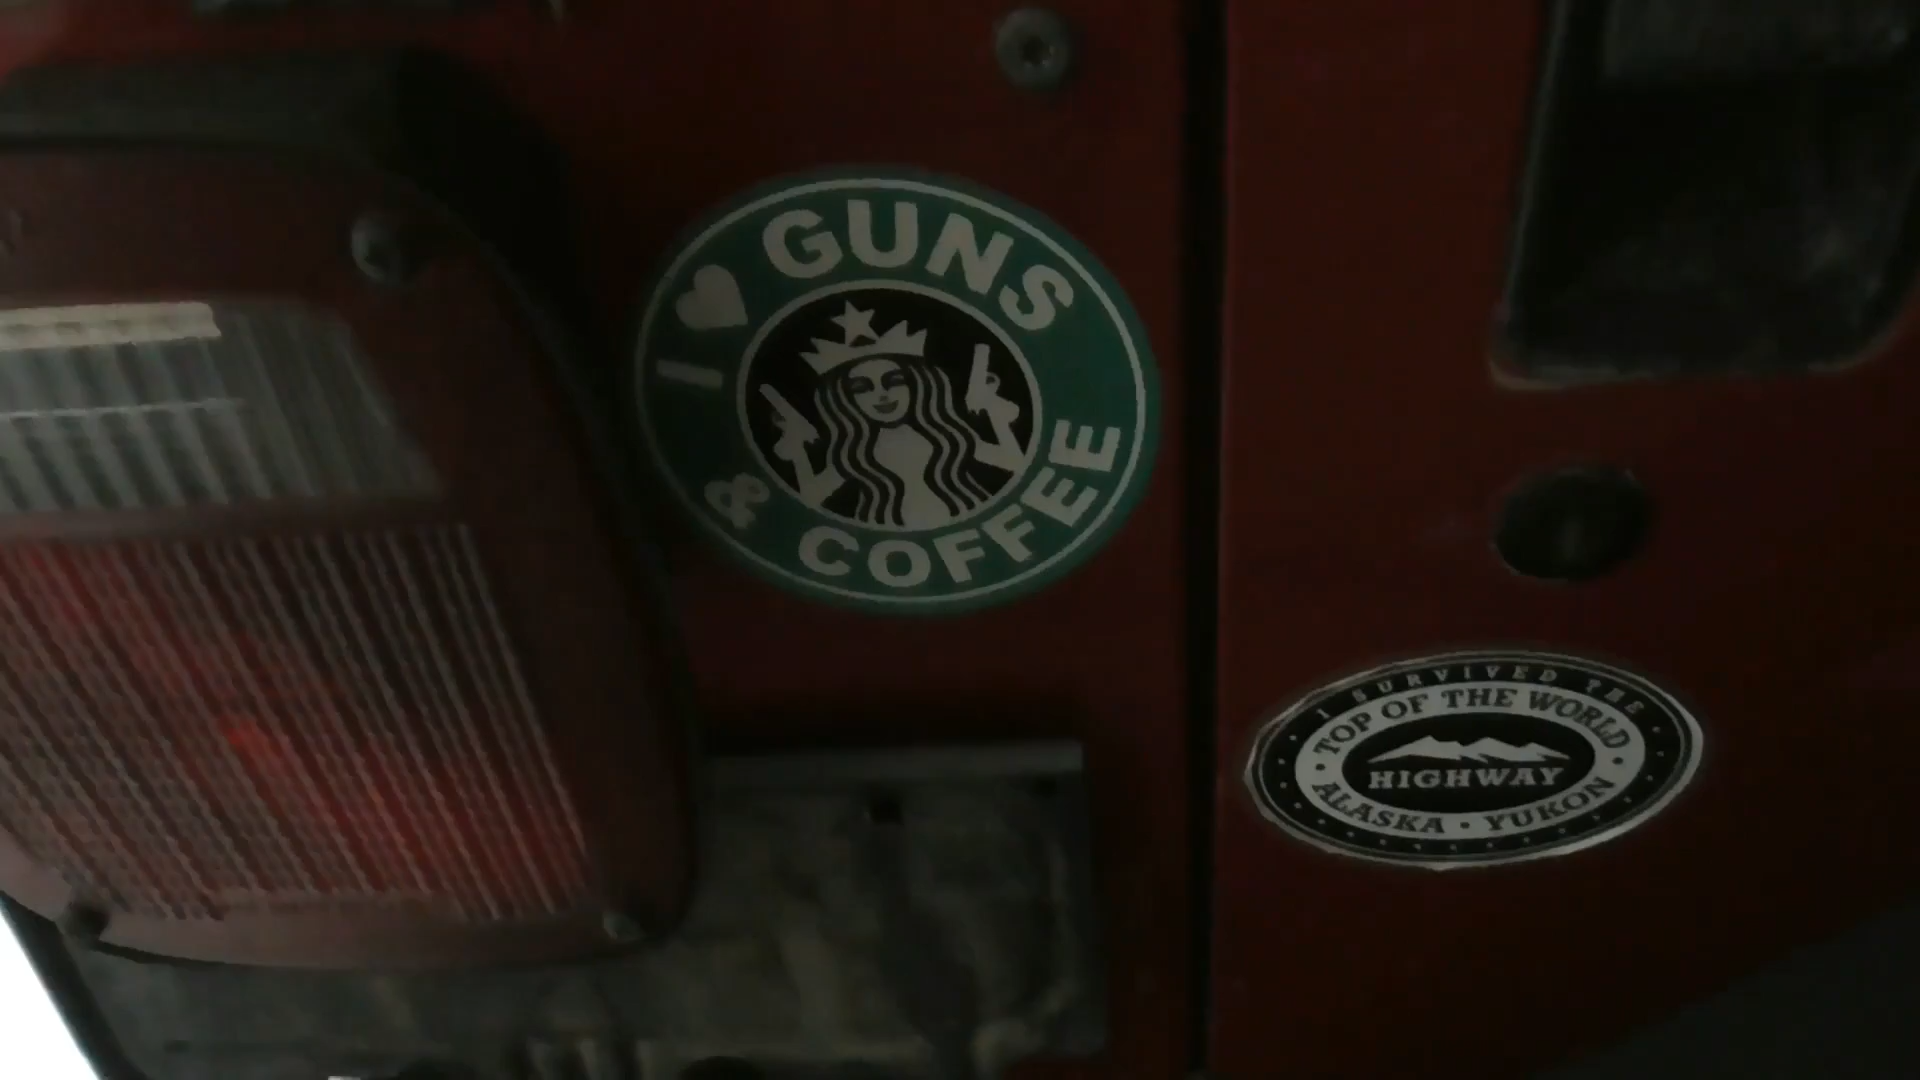 I ♥ GUNS
& COFFEE
I SURVIVED THE
TOP OF THE WORLD
HIGHWAY
ALASKA • YUKON